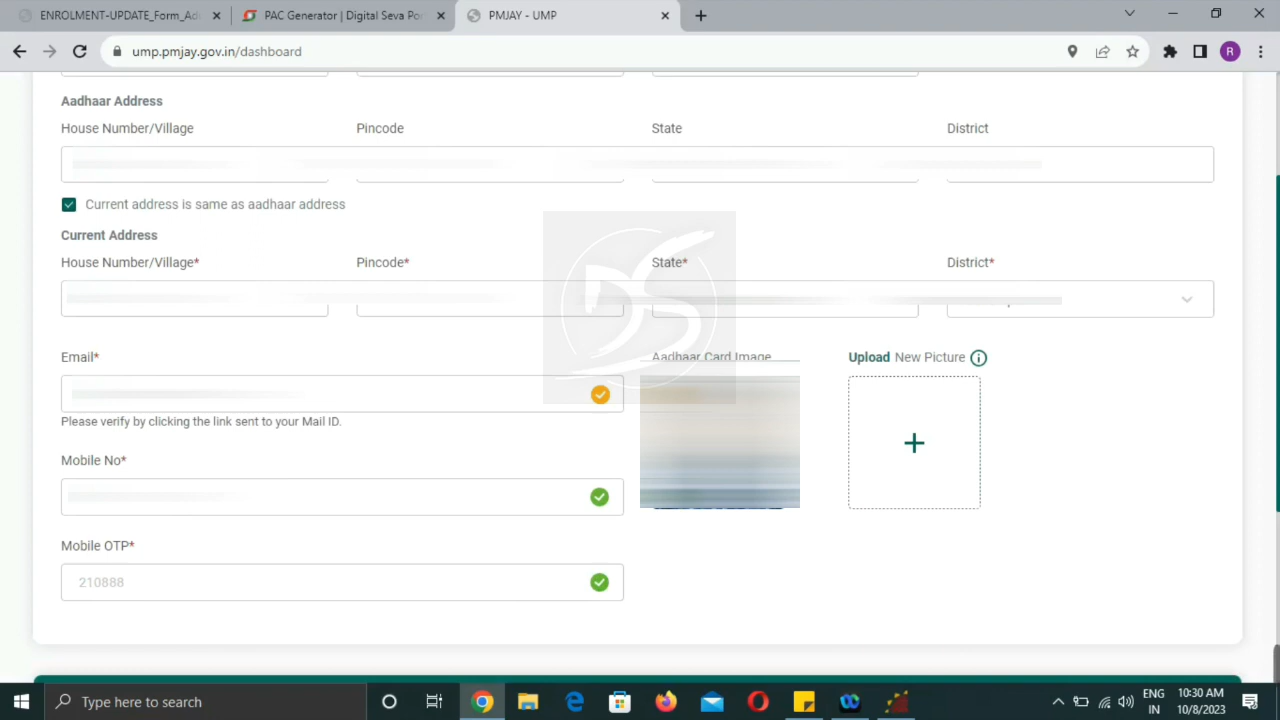 ENROLMENT-UPDATE_Form_Ad
PAC Generator | Digital Seva Por
PMJAY - UMP
ump.pmjay.gov.in/dashboard
R
Aadhaar Address
House Number/Village
Pincode
State
District
Current address is same as aadhaar address
Current Address
House Number/Village*
Pincode*
State*
District*
DS
Email*
Aadhaar Card Image
Upload New Picture
Please verify by clicking the link sent to your Mail ID.
Mobile No*
Mobile OTP*
210888
Type here to search
ENG
IN
10:30 AM
10/8/2023